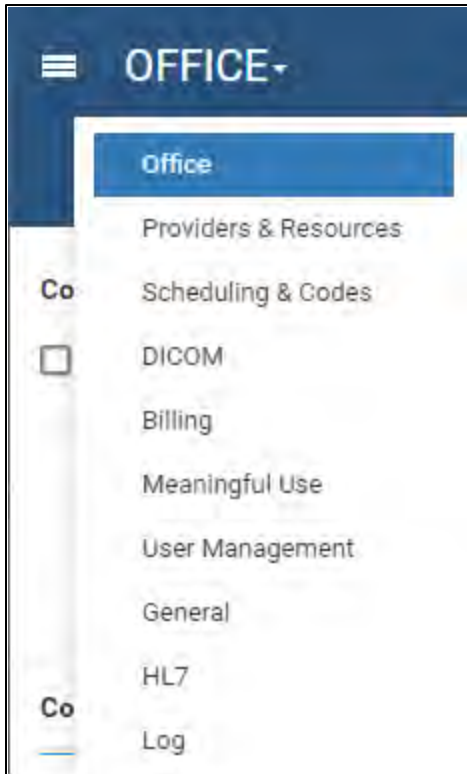 OFFICE
Office
Providers & Resources
Co
Scheduling & Codes
DICOM
Billing
Meaningful Use
User Management
General
HL7
Co
Log